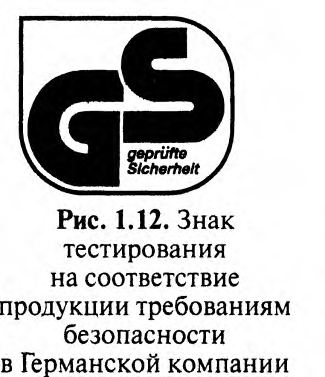 GS
geprüfte
Sicherheit
Рис. 1.12. Знак
тестирования
на соответствие
продукции требованиям
безопасности
в Германской компании